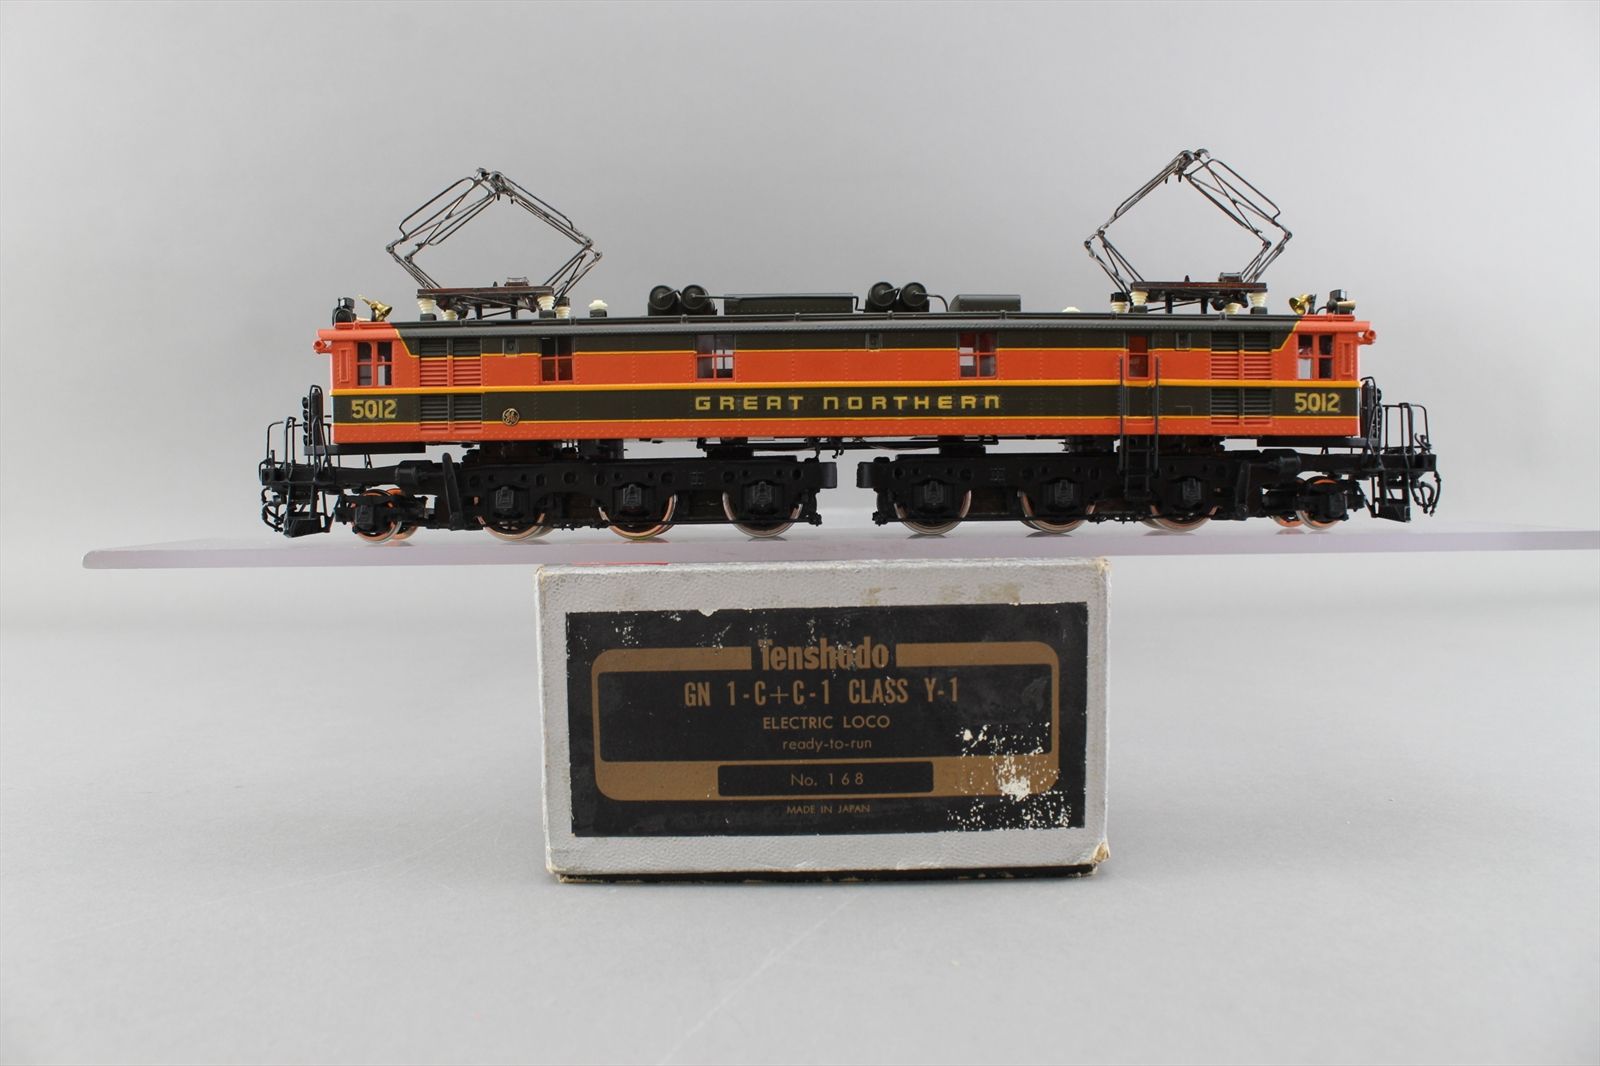 5012
GE
GREAT NORTHERN
5012
Tenshodo
GN 1-C+C-1 CLASS Y-1
ELECTRIC LOCO
ready-to-run
No. 168
MADE IN JAPAN